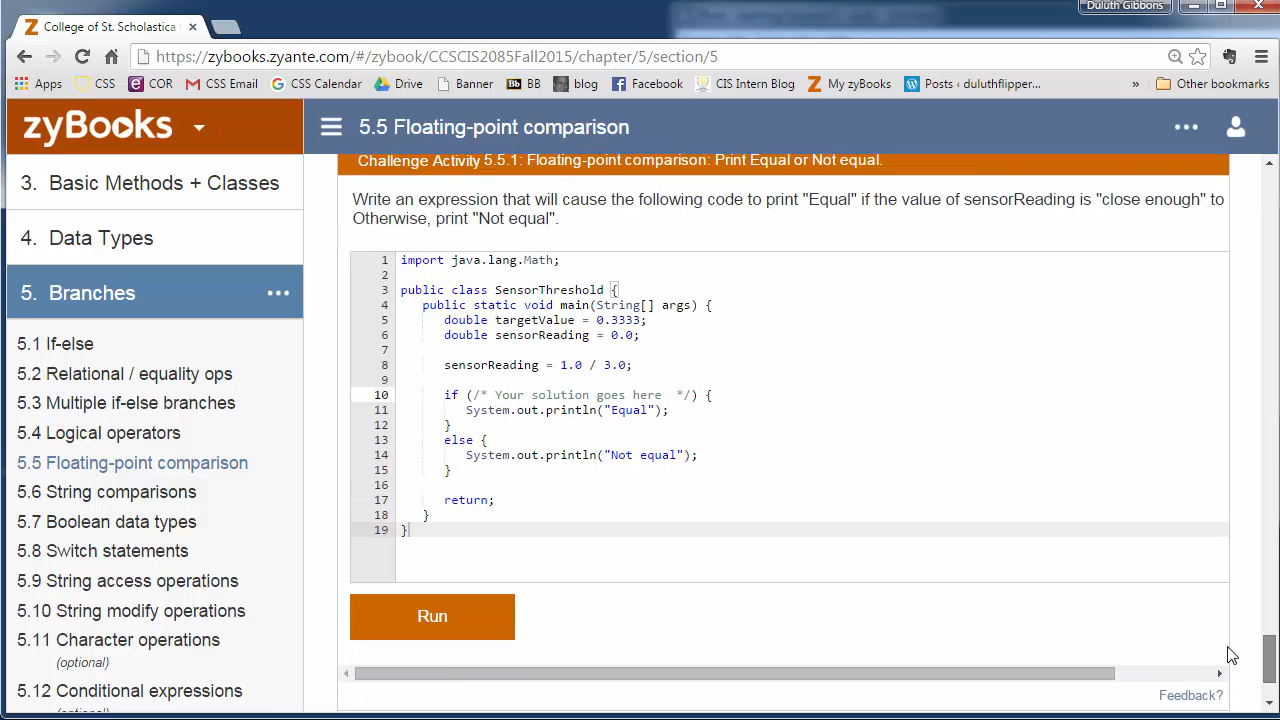 Duluth Gibbons
College of St. Scholastica
https://zybooks.zyante.com/#/zybook/CCSCIS2085Fall2015/chapter/5/section/5
Apps CSS COR CSS Email CSS Calendar Drive Banner Bb BB blog CIS Intern Blog My zyBooks Posts ‹ duluthflipper... » Other bookmarks
zyBooks
5.5 Floating-point comparison
3. Basic Methods + Classes
4. Data Types
5. Branches
5.1 If-else
5.2 Relational / equality ops
5.3 Multiple if-else branches
5.4 Logical operators
5.5 Floating-point comparison
5.6 String comparisons
5.7 Boolean data types
5.8 Switch statements
5.9 String access operations
5.10 String modify operations
5.11 Character operations
(optional)
5.12 Conditional expressions
Challenge Activity 5.5.1: Floating-point comparison: Print Equal or Not equal.
Write an expression that will cause the following code to print "Equal" if the value of sensorReading is "close enough" to
Otherwise, print "Not equal".
1 import java.lang.Math;
2
3 public class SensorThreshold {
4 public static void main(String[] args) {
5 double targetValue = 0.3333;
6 double sensorReading = 0.0;
7
8 sensorReading = 1.0 / 3.0;
9
10 if (/* Your solution goes here */) {
11 System.out.println("Equal");
12 }
13 else {
14 System.out.println("Not equal");
15 }
16
17 return;
18 }
19 }
Run
Feedback?